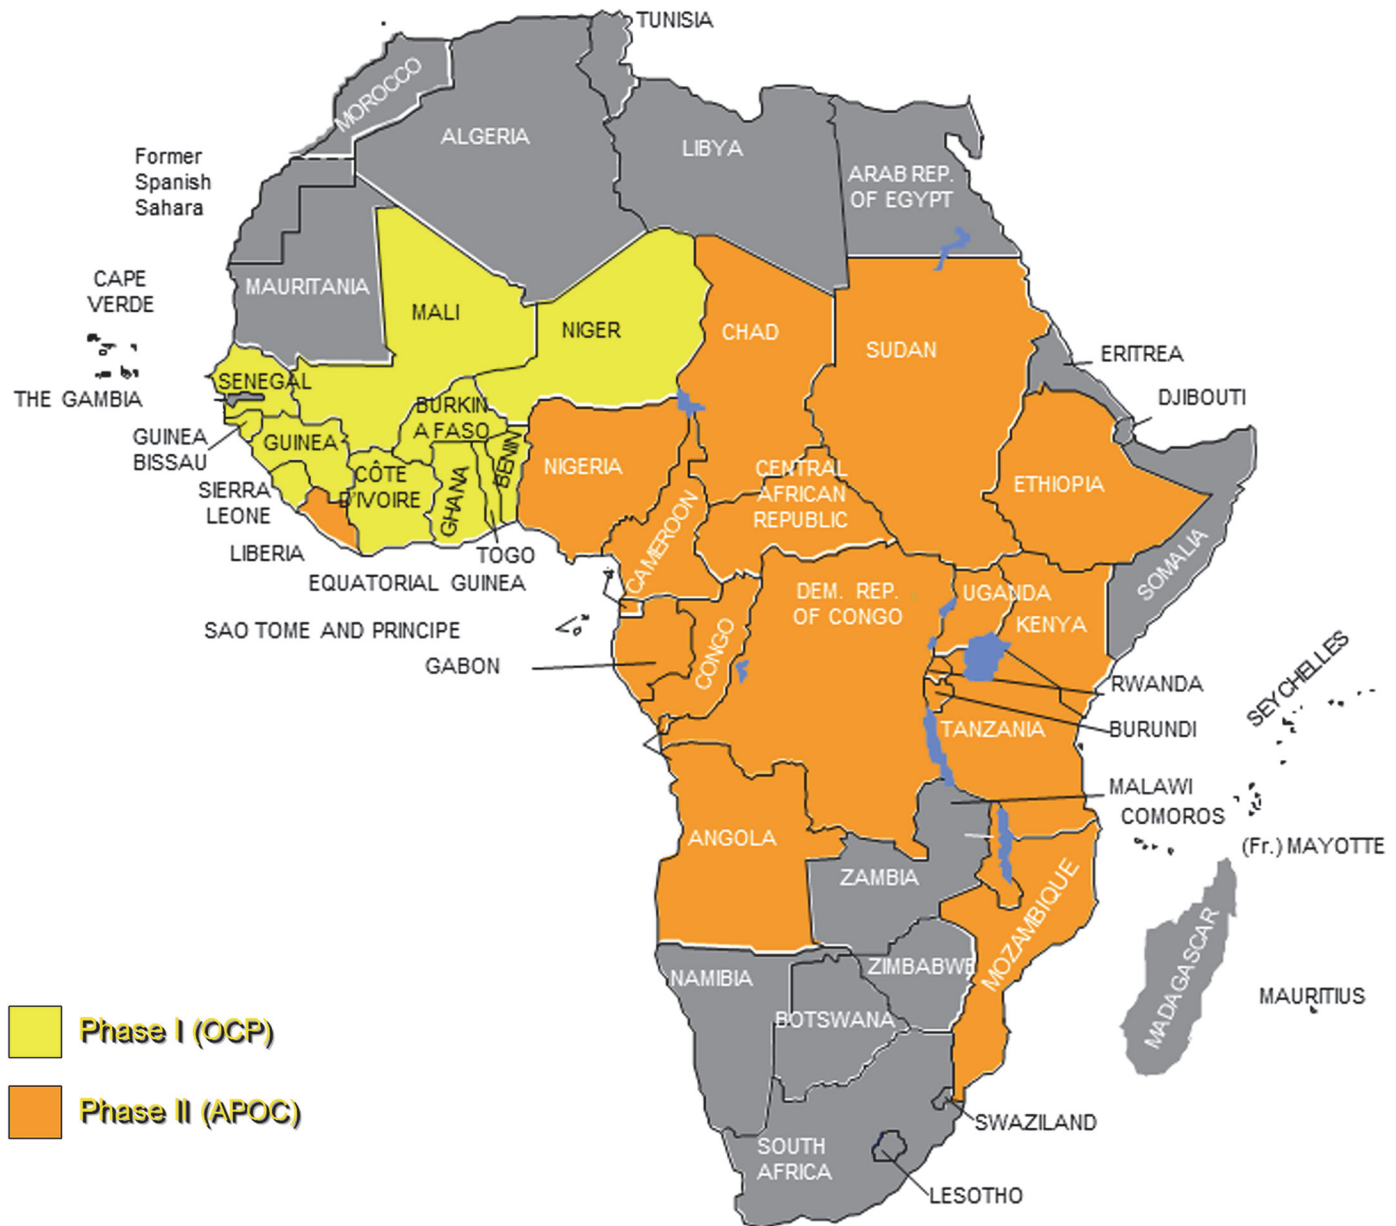 TUNISIA
MOROCCO
ALGERIA
LIBYA
ARAB REP.
OF EGYPT
Former
Spanish
Sahara
MAURITANIA
CAPE
VERDE
MALI
NIGER
CHAD
SUDAN
ERITREA
SENEGAL
THE GAMBIA
DJIBOUTI
BURKIN
A FASO
GUINEA
BISSAU
GUINEA
BENIN
NIGERIA
CENTRAL
AFRICAN
REPUBLIC
ETHIOPIA
CÔTE
D'IVOIRE
GHANA
SIERRA
LEONE
LIBERIA
TOGO
CAMEROON
SOMALIA
EQUATORIAL GUINEA
DEM. REP.
OF CONGO
UGANDA
KENYA
SAO TOME AND PRINCIPE
GABON
CONGO
RWANDA
SEYCHELLES
BURUNDI
TANZANIA
MALAWI
COMOROS
ANGOLA
(Fr.) MAYOTTE
ZAMBIA
MOZAMBIQUE
MADAGASCAR
NAMIBIA
ZIMBABWE
MAURITIUS
BOTSWANA
Phase I (OCP)
Phase II (APOC)
SWAZILAND
SOUTH
AFRICA
LESOTHO